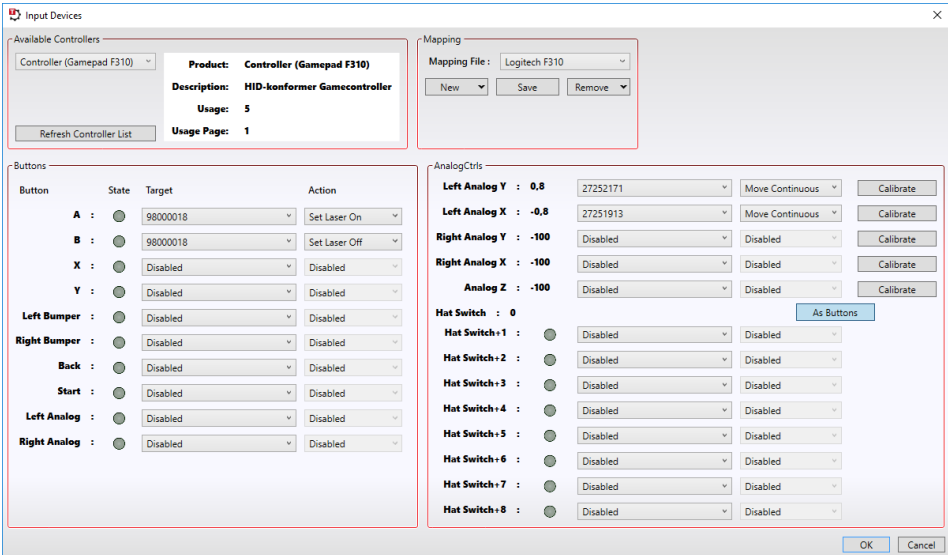 Input Devices
Available Controllers
Controller (Gamepad F310)
Product: Controller (Gamepad F310)
Description: HID-konformer Gamecontroller
Usage: 5
Usage Page: 1
Refresh Controller List
Mapping
Mapping File : Logitech F310
New Save Remove
Buttons
Button State Target Action
A : 98000018 Set Laser On
B : 98000018 Set Laser Off
X : Disabled Disabled
Y : Disabled Disabled
Left Bumper : Disabled Disabled
Right Bumper : Disabled Disabled
Back : Disabled Disabled
Start : Disabled Disabled
Left Analog : Disabled Disabled
Right Analog : Disabled Disabled
AnalogCtrls
Left Analog Y : 0,8 27252171 Move Continuous Calibrate
Left Analog X : -0,8 27251913 Move Continuous Calibrate
Right Analog Y : -100 Disabled Disabled Calibrate
Right Analog X : -100 Disabled Disabled Calibrate
Analog Z : -100 Disabled Disabled Calibrate
Hat Switch : 0 As Buttons
Hat Switch+1 : Disabled Disabled
Hat Switch+2 : Disabled Disabled
Hat Switch+3 : Disabled Disabled
Hat Switch+4 : Disabled Disabled
Hat Switch+5 : Disabled Disabled
Hat Switch+6 : Disabled Disabled
Hat Switch+7 : Disabled Disabled
Hat Switch+8 : Disabled Disabled
OK Cancel